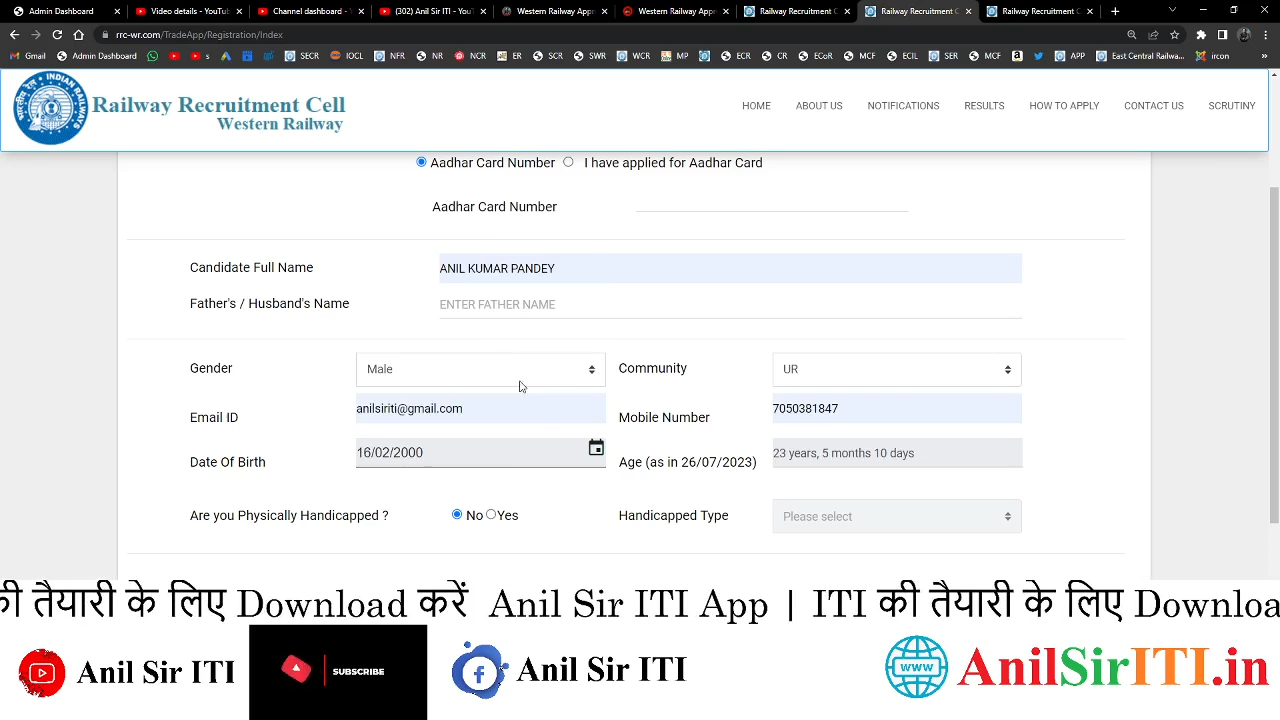 Admin Dashboard
Video details - YouTub
Channel dashboard -
(302) Anil Sir ITI - You
Western Railway Appr
Western Railway Appr
Railway Recruitment C
Railway Recruitment C
Railway Recruitment C
rrc-wr.com/TradeApp/Registration/Index
Gmail
Admin Dashboard
s
SECR
IOCL
NFR
NR
NCR
ER
SCR
SWR
WCR
MP
ECR
CR
ECoR
MCF
ECIL
SER
MCF
APP
East Central Railwa...
ircon
Railway Recruitment Cell
Western Railway
HOME
ABOUT US
NOTIFICATIONS
RESULTS
HOW TO APPLY
CONTACT US
SCRUTINY
Aadhar Card Number
I have applied for Aadhar Card
Aadhar Card Number
Candidate Full Name
ANIL KUMAR PANDEY
Father's / Husband's Name
ENTER FATHER NAME
Gender
Male
Community
UR
Email ID
anilsiriti@gmail.com
Mobile Number
7050381847
Date Of Birth
16/02/2000
Age (as in 26/07/2023)
23 years, 5 months 10 days
Are you Physically Handicapped ?
No
Yes
Handicapped Type
Please select
की तैयारी के लिए Download करें Anil Sir ITI App | ITI की तैयारी के लिए Downloa
Anil Sir ITI
SUBSCRIBE
Anil Sir ITI
WWW
AnilSirITI.in